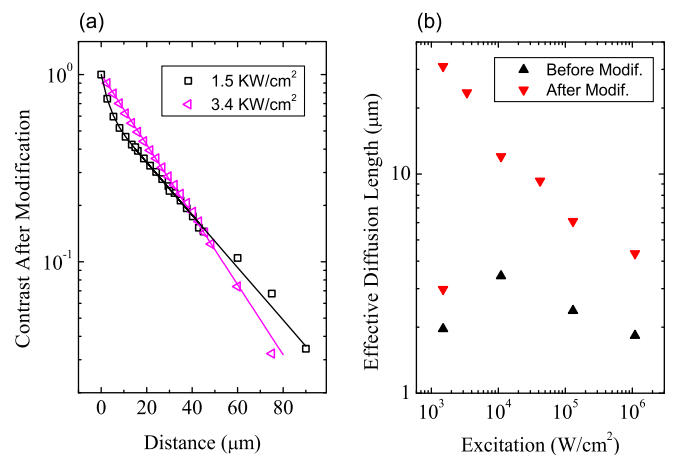 (a)
(b)
1.5 KW/cm²
3.4 KW/cm²
Before Modif.
After Modif.
10⁰
10⁻¹
Contrast After Modification
0 20 40 60 80
Distance (μm)
10
1
Effective Diffusion Length (μm)
10³ 10⁴ 10⁵ 10⁶
Excitation (W/cm²)